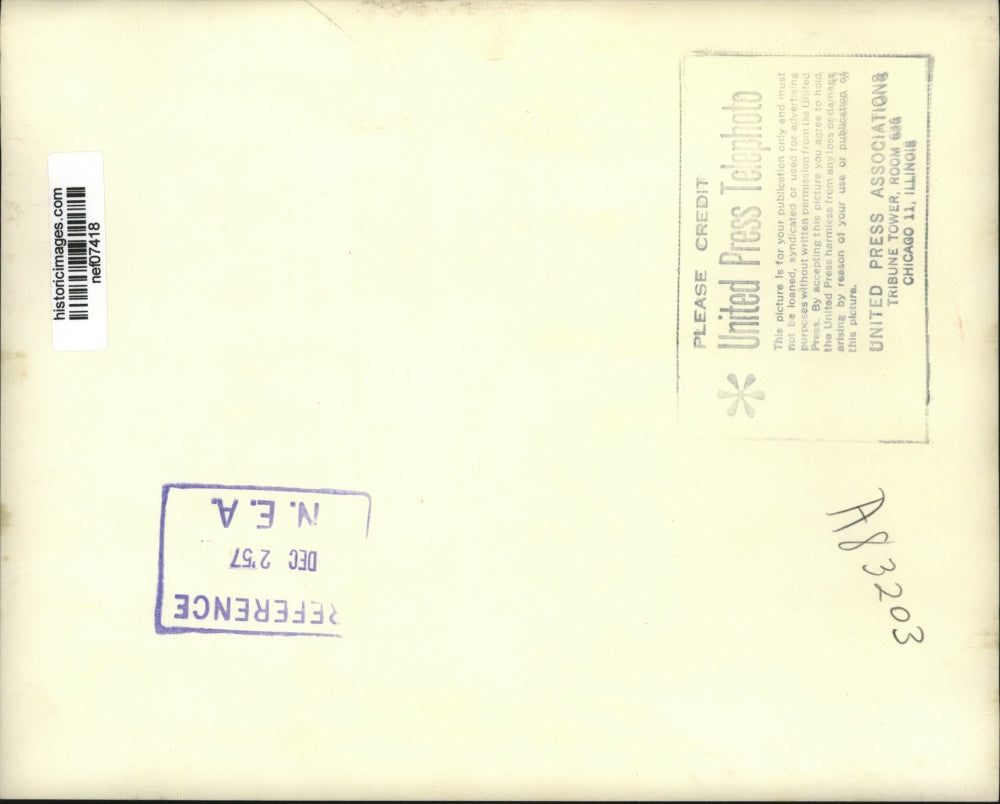 historicimages.com
nef07418
PLEASE CREDIT
United Press Telephoto
This picture is for your publication only and must
not be loaned, syndicated or used for advertising
purposes without written permission from the United
Press. By accepting this picture you agree to hold
the United Press harmless from any loss or damage
arising by reason of your use or publication of
this picture.
UNITED PRESS ASSOCIATIONS
TRIBUNE TOWER, ROOM 636
CHICAGO 11, ILLINOIS
REFERENCE
DEC 2'57
N. E. A.
A83203